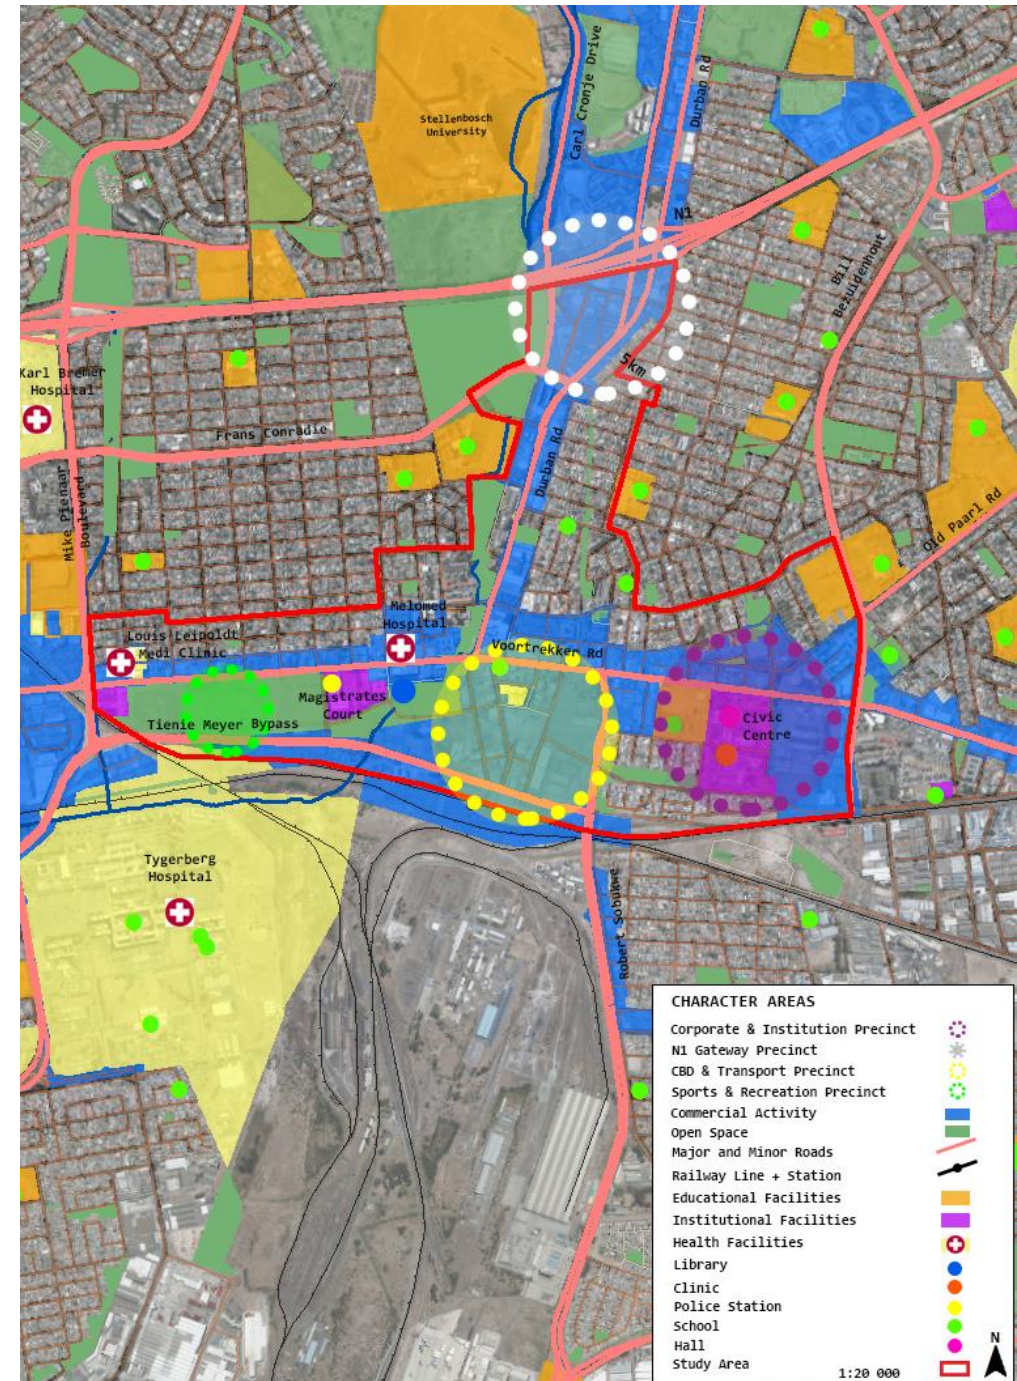 Stellenbosch
University
Carl Cronje Drive
Durban Rd
N1
Bill
Bezuidenhout
Karl Bremer
Hospital
5km
Frans Conradie
Durban Rd
Mike Pienaar
Boulevard
Old Paarl Rd
Melomed
Hospital
Louis Leipoldt
Medi Clinic
Voortrekker Rd
Magistrates
Court
Tienie Meyer Bypass
Civic
Centre
Tygerberg
Hospital
Robert Sobukwe
CHARACTER AREAS
Corporate & Institution Precinct
N1 Gateway Precinct
CBD & Transport Precinct
Sports & Recreation Precinct
Commercial Activity
Open Space
Major and Minor Roads
Railway Line + Station
Educational Facilities
Institutional Facilities
Health Facilities
Library
Clinic
Police Station
School
Hall
Study Area
1:20 000
N